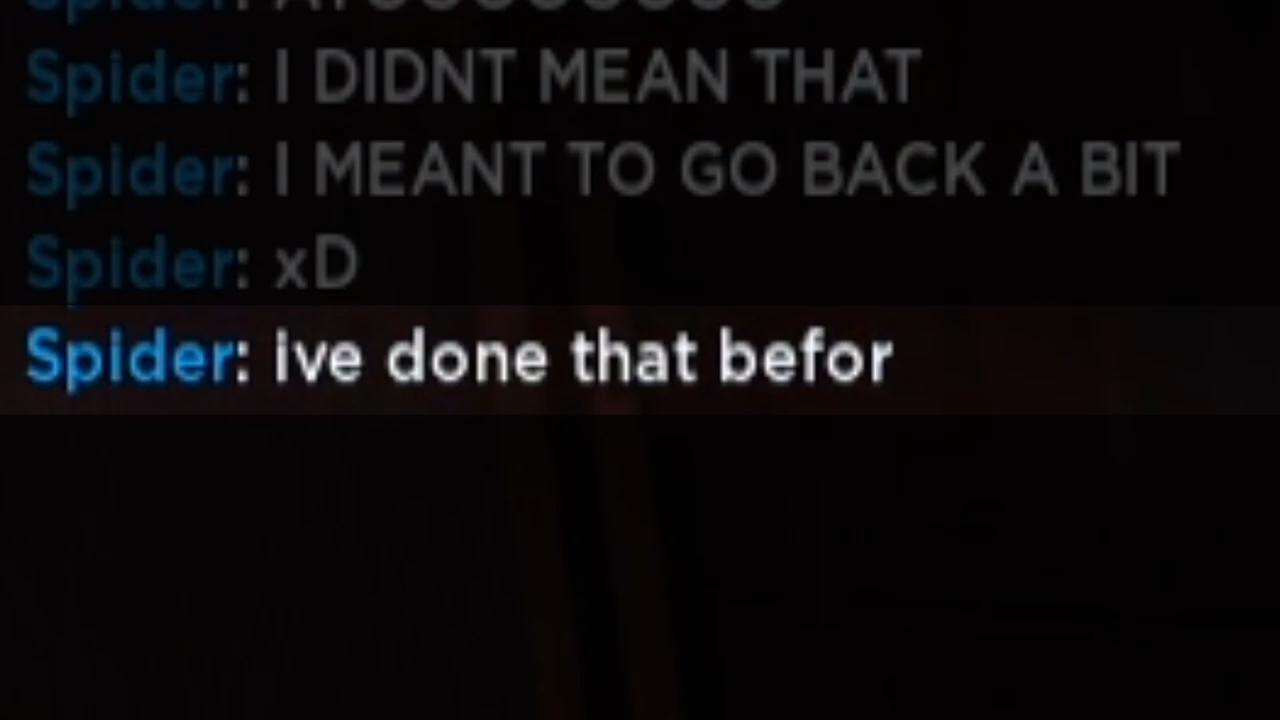 Spider: I DIDNT MEAN THAT
Spider: I MEANT TO GO BACK A BIT
Spider: xD
Spider: ive done that befor